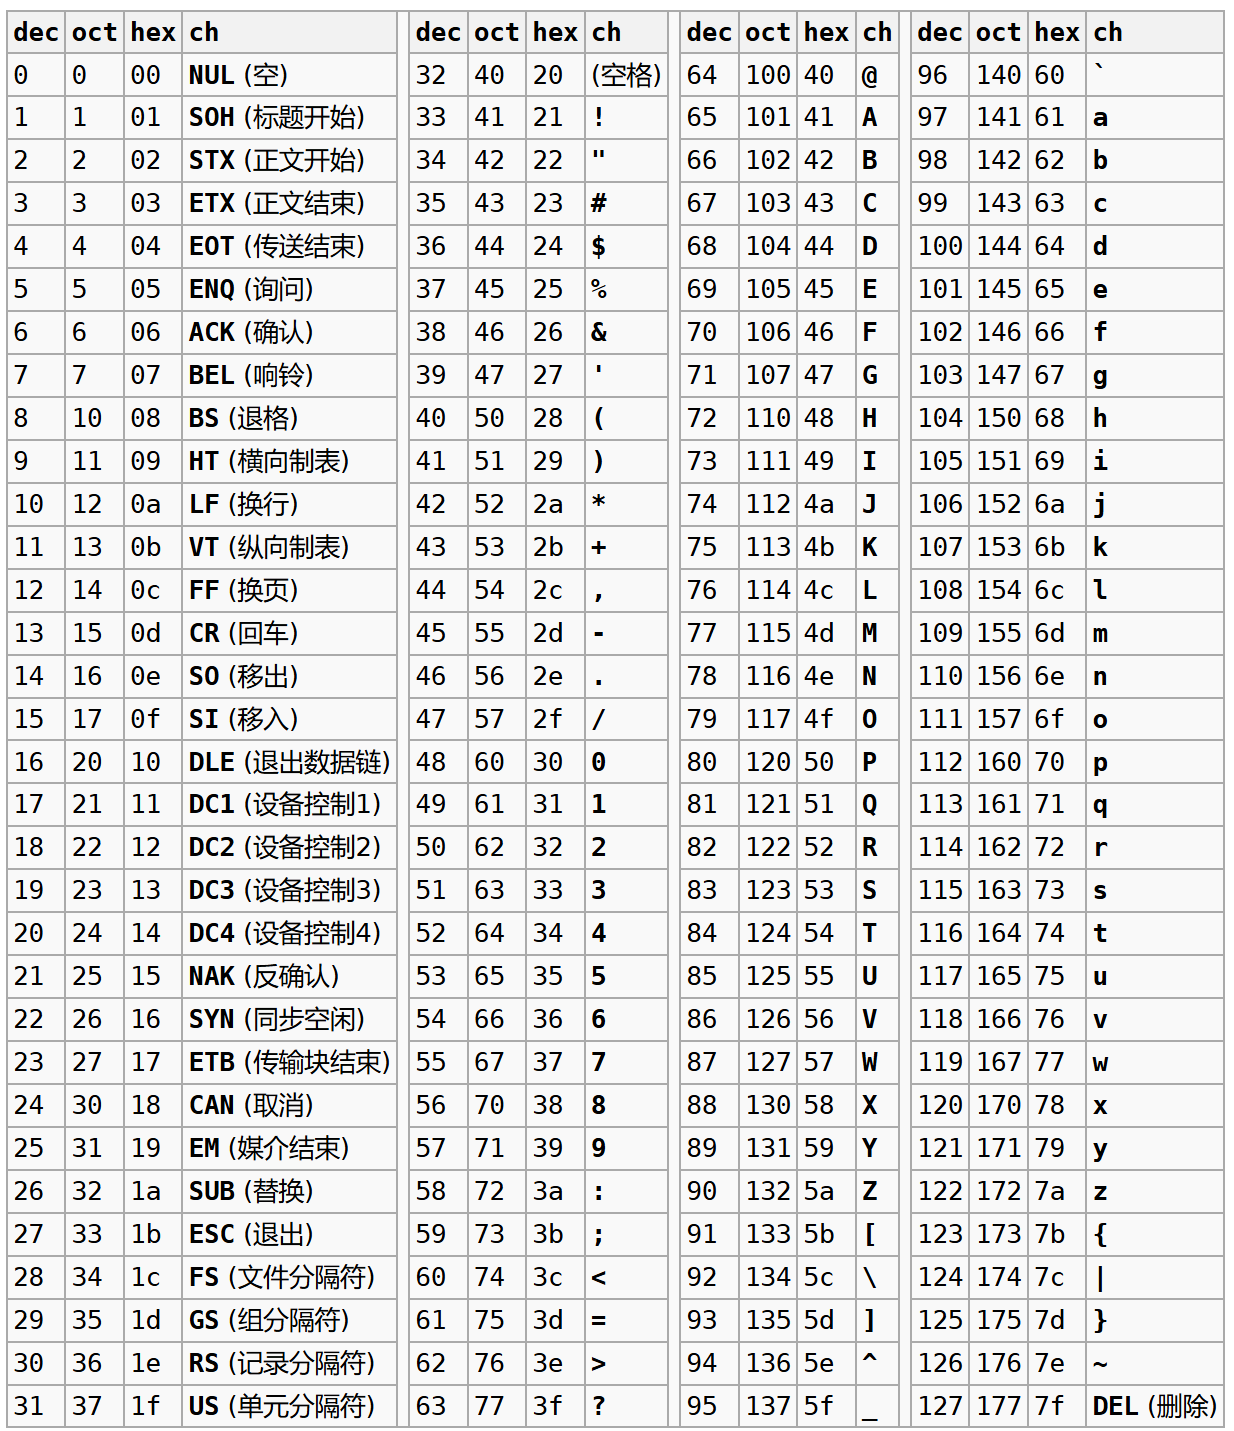 dec oct hex ch dec oct hex ch dec oct hex ch dec oct hex ch
0 0 00 NUL (空) 32 40 20 (空格) 64 100 40 @ 96 140 60 `
1 1 01 SOH (标题开始) 33 41 21 ! 65 101 41 A 97 141 61 a
2 2 02 STX (正文开始) 34 42 22 " 66 102 42 B 98 142 62 b
3 3 03 ETX (正文结束) 35 43 23 # 67 103 43 C 99 143 63 c
4 4 04 EOT (传送结束) 36 44 24 $ 68 104 44 D 100 144 64 d
5 5 05 ENQ (询问) 37 45 25 % 69 105 45 E 101 145 65 e
6 6 06 ACK (确认) 38 46 26 & 70 106 46 F 102 146 66 f
7 7 07 BEL (响铃) 39 47 27 ' 71 107 47 G 103 147 67 g
8 10 08 BS (退格) 40 50 28 ( 72 110 48 H 104 150 68 h
9 11 09 HT (横向制表) 41 51 29 ) 73 111 49 I 105 151 69 i
10 12 0a LF (换行) 42 52 2a * 74 112 4a J 106 152 6a j
11 13 0b VT (纵向制表) 43 53 2b + 75 113 4b K 107 153 6b k
12 14 0c FF (换页) 44 54 2c , 76 114 4c L 108 154 6c l
13 15 0d CR (回车) 45 55 2d - 77 115 4d M 109 155 6d m
14 16 0e SO (移出) 46 56 2e . 78 116 4e N 110 156 6e n
15 17 0f SI (移入) 47 57 2f / 79 117 4f O 111 157 6f o
16 20 10 DLE (退出数据链) 48 60 30 0 80 120 50 P 112 160 70 p
17 21 11 DC1 (设备控制1) 49 61 31 1 81 121 51 Q 113 161 71 q
18 22 12 DC2 (设备控制2) 50 62 32 2 82 122 52 R 114 162 72 r
19 23 13 DC3 (设备控制3) 51 63 33 3 83 123 53 S 115 163 73 s
20 24 14 DC4 (设备控制4) 52 64 34 4 84 124 54 T 116 164 74 t
21 25 15 NAK (反确认) 53 65 35 5 85 125 55 U 117 165 75 u
22 26 16 SYN (同步空闲) 54 66 36 6 86 126 56 V 118 166 76 v
23 27 17 ETB (传输块结束) 55 67 37 7 87 127 57 W 119 167 77 w
24 30 18 CAN (取消) 56 70 38 8 88 130 58 X 120 170 78 x
25 31 19 EM (媒介结束) 57 71 39 9 89 131 59 Y 121 171 79 y
26 32 1a SUB (替换) 58 72 3a : 90 132 5a Z 122 172 7a z
27 33 1b ESC (退出) 59 73 3b ; 91 133 5b [ 123 173 7b {
28 34 1c FS (文件分隔符) 60 74 3c < 92 134 5c \ 124 174 7c |
29 35 1d GS (组分隔符) 61 75 3d = 93 135 5d ] 125 175 7d }
30 36 1e RS (记录分隔符) 62 76 3e > 94 136 5e ^ 126 176 7e ~
31 37 1f US (单元分隔符) 63 77 3f ? 95 137 5f _ 127 177 7f DEL (删除)